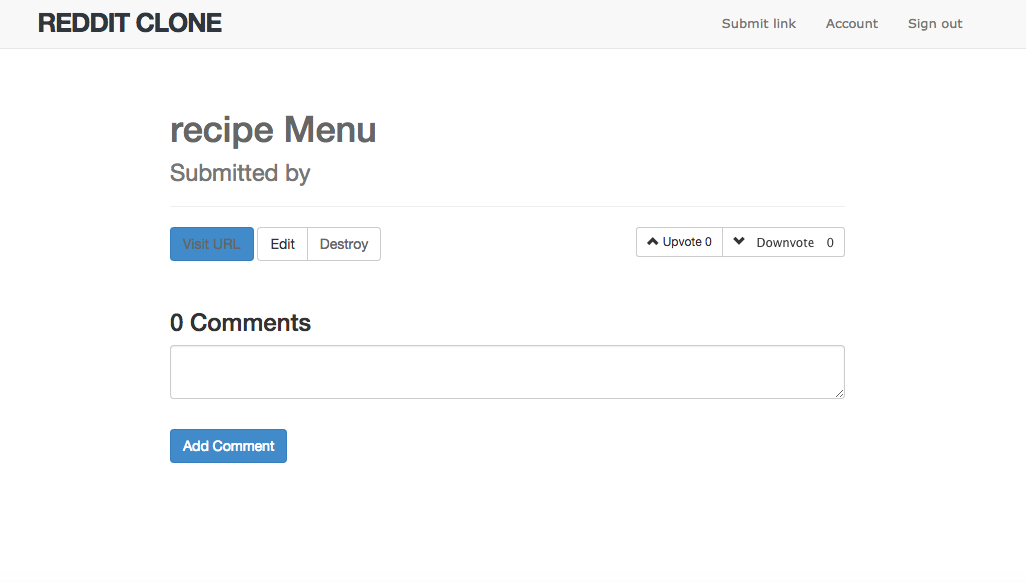 REDDIT CLONE Submit link Account Sign out
recipe Menu
Submitted by
Visit URL Edit Destroy Upvote 0 Downvote 0
0 Comments
Add Comment